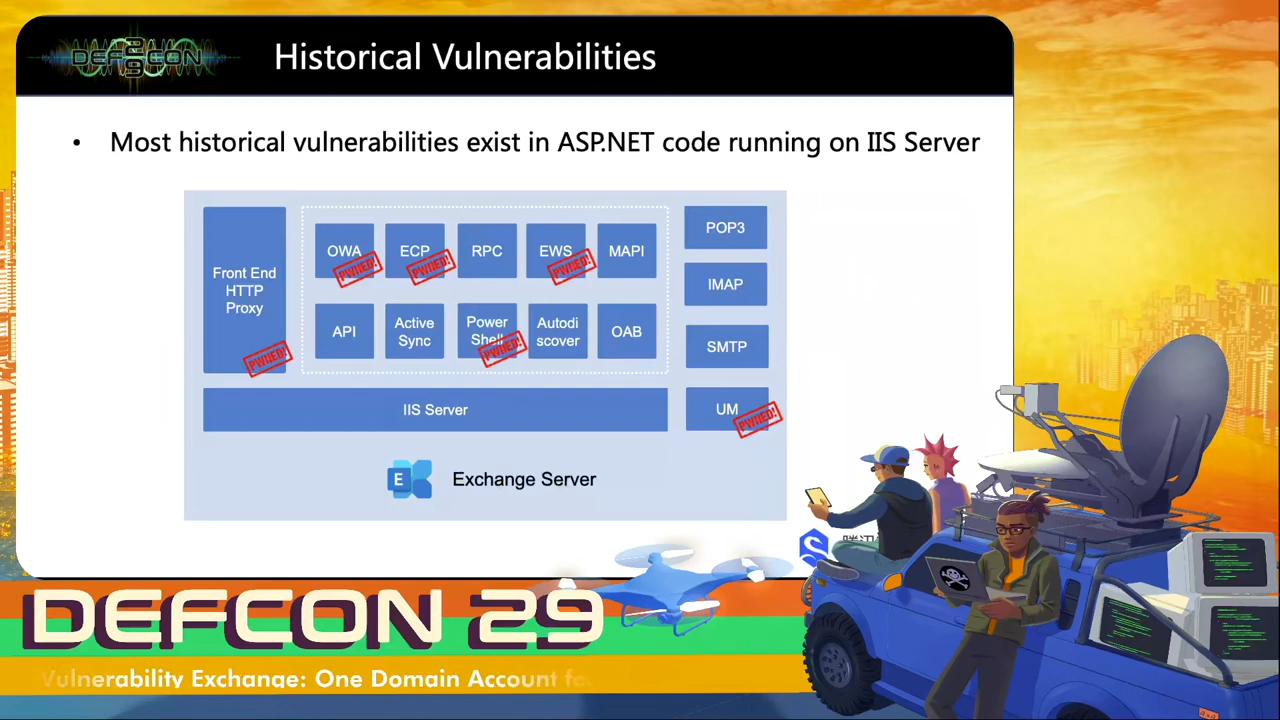 DEFCON
29
Historical Vulnerabilities
• Most historical vulnerabilities exist in ASP.NET code running on IIS Server
Front End
HTTP
Proxy
PWNED!
OWA
PWNED!
ECP
PWNED!
RPC
EWS
PWNED!
MAPI
API
Active
Sync
Power
Shell
PWNED!
Autodi
scover
OAB
POP3
IMAP
SMTP
UM
PWNED!
IIS Server
E
Exchange Server
DEFCON 29
Vulnerability Exchange: One Domain Account